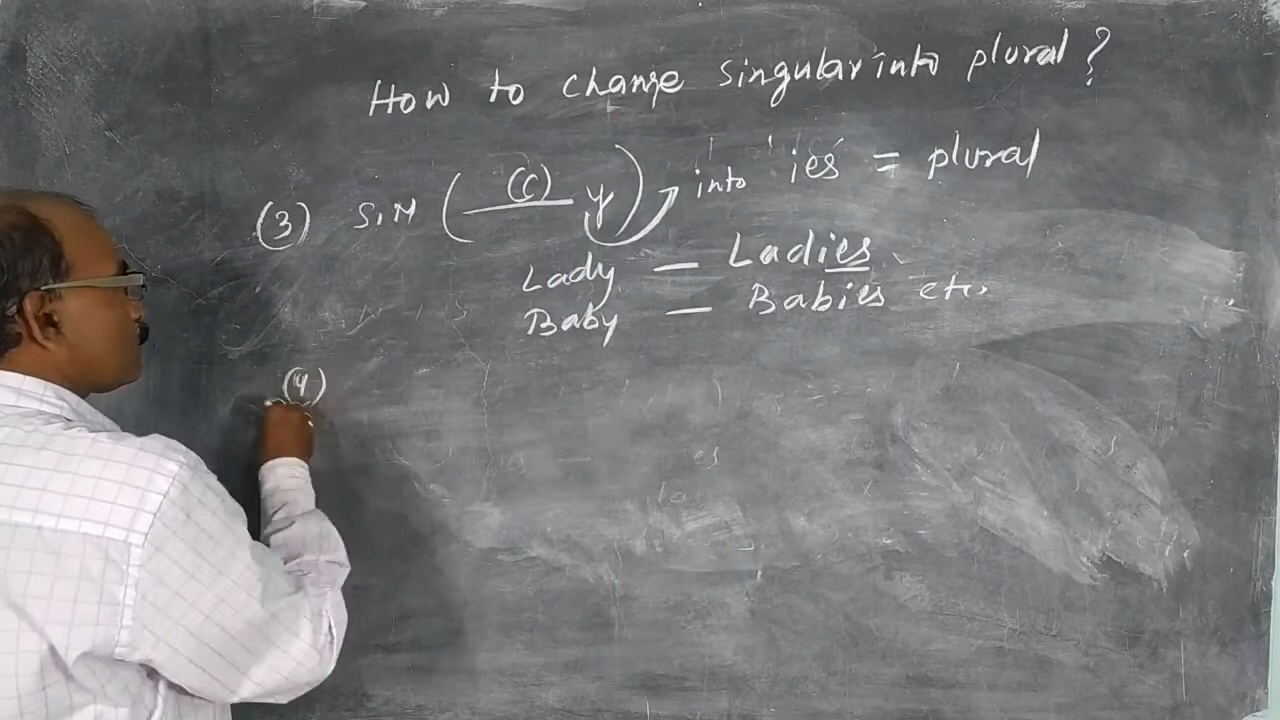 How to change singular into plural?
(3) S.N ( (C) y) into 'ies' = plural
Lady — Ladies
Baby — Babies etc.
(4)